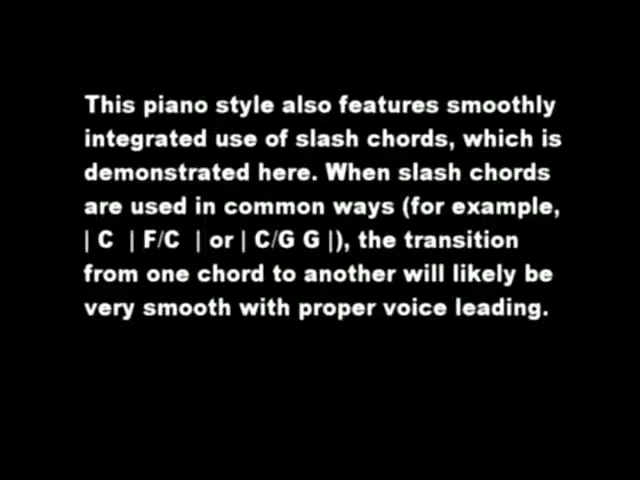 This piano style also features smoothly
integrated use of slash chords, which is
demonstrated here. When slash chords
are used in common ways (for example,
| C  | F/C  | or | C/G G |), the transition
from one chord to another will likely be
very smooth with proper voice leading.